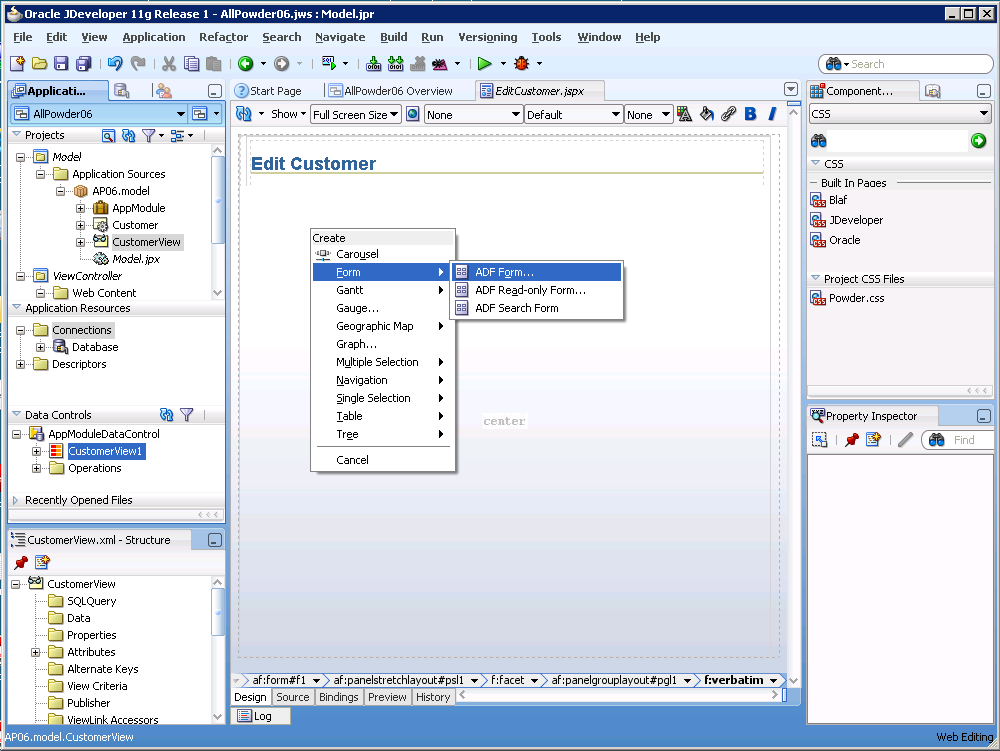 Oracle JDeveloper 11g Release 1 - AllPowder06.jws : Model.jpr
File Edit View Application Refactor Search Navigate Build Run Versioning Tools Window Help
Search
Applicati...
AllPowder06
Projects
Model
Application Sources
AP06.model
AppModule
Customer
CustomerView
Model.jpx
ViewController
Web Content
Application Resources
Connections
Database
Descriptors
Data Controls
AppModuleDataControl
CustomerView1
Operations
Recently Opened Files
CustomerView.xml - Structure
CustomerView
SQLQuery
Data
Properties
Attributes
Alternate Keys
View Criteria
Publisher
ViewLink Accessors
Start Page
AllPowder06 Overview
EditCustomer.jspx
Show
Full Screen Size
None
Default
None
B
I
Edit Customer
Create
Carousel
Form
Gantt
Gauge...
Geographic Map
Graph...
Multiple Selection
Navigation
Single Selection
Table
Tree
Cancel
ADF Form...
ADF Read-only Form...
ADF Search Form
center
af:form#f1
af:panelstretchlayout#psl1
f:facet
af:panelgrouplayout#pgl1
f:verbatim
Design Source Bindings Preview History
Log
Component...
CSS
CSS
Built In Pages
Blaf
JDeveloper
Oracle
Project CSS Files
Powder.css
Property Inspector
Find
AP06.model.CustomerView
Web Editing